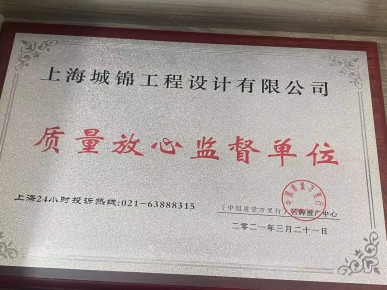 上海城锦工程设计有限公司
质量放心监督单位
上海24小时投诉热线:021-63888315
《中国质量万里行》名牌推广中心
二零二一年三月二十一日